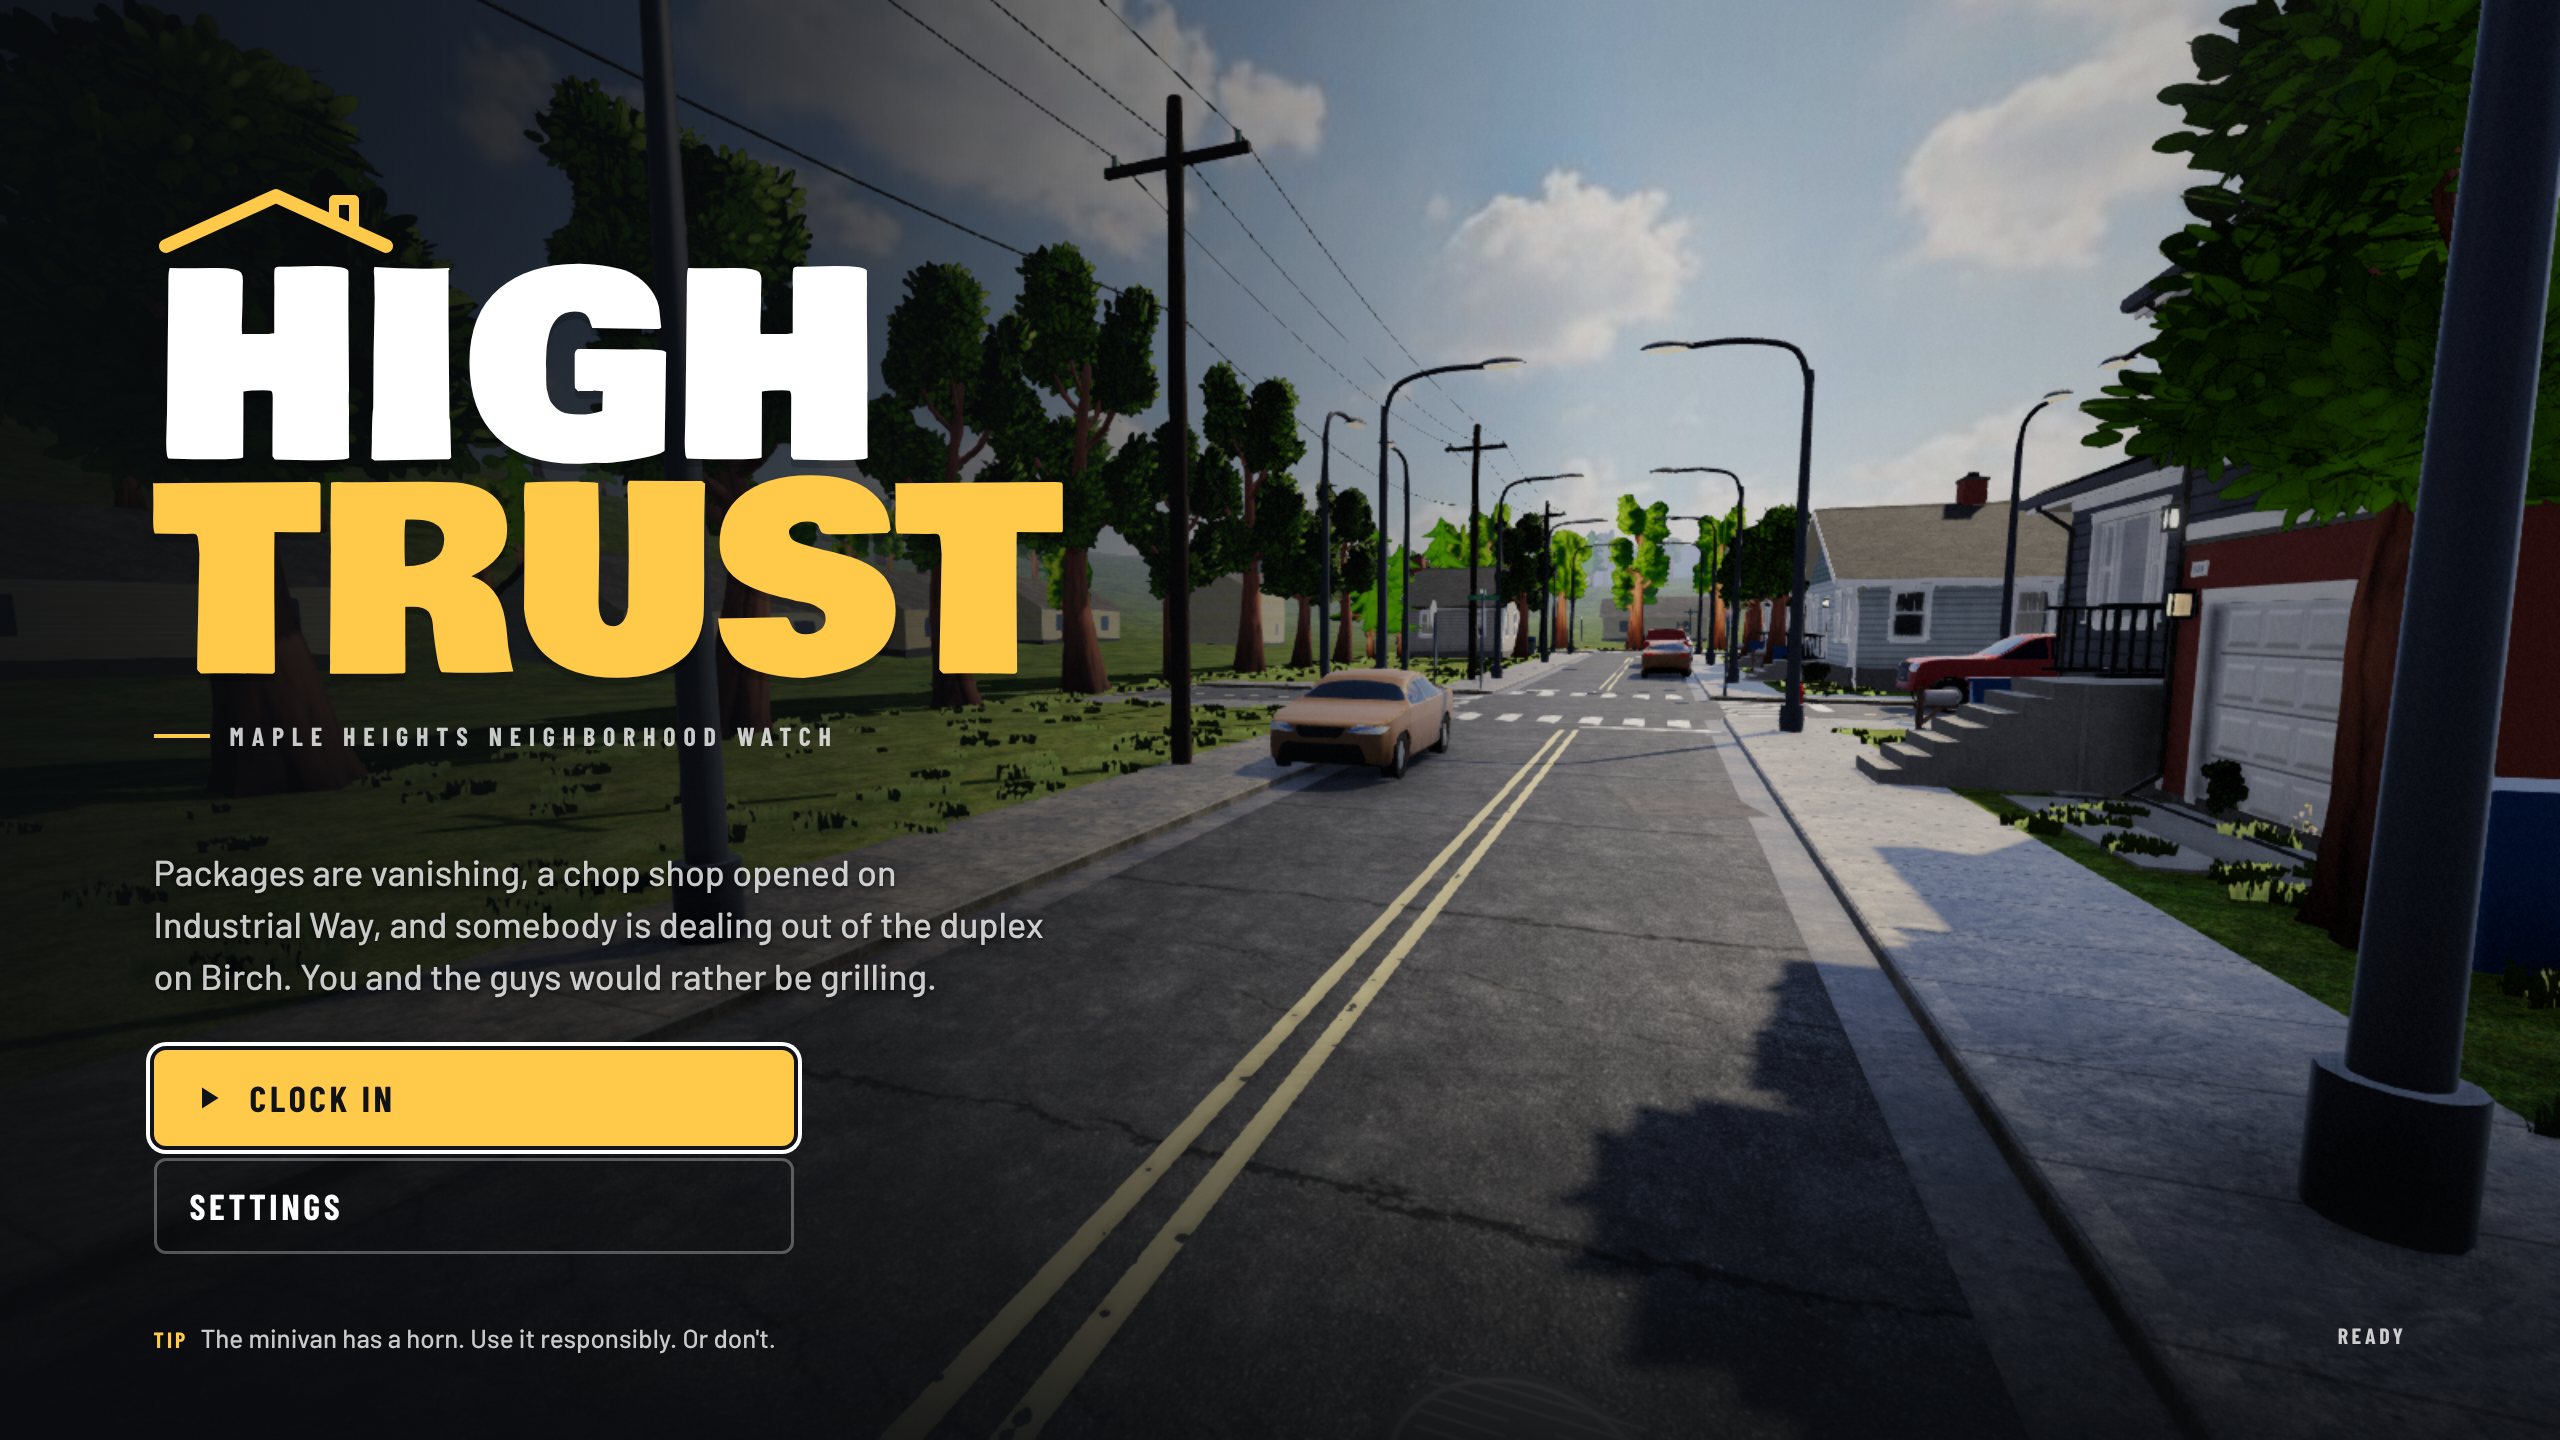 HIGH
TRUST
MAPLE HEIGHTS NEIGHBORHOOD WATCH
Packages are vanishing, a chop shop opened on
Industrial Way, and somebody is dealing out of the duplex
on Birch. You and the guys would rather be grilling.
CLOCK IN
SETTINGS
TIP The minivan has a horn. Use it responsibly. Or don't.
READY